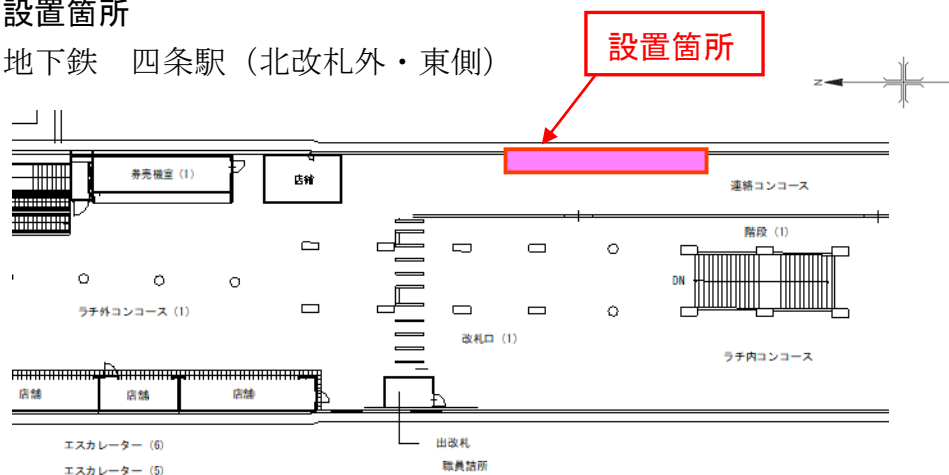 設置箇所
地下鉄　四条駅（北改札外・東側）
設置箇所
N
券売機室（1）
店舗
連絡コンコース
階段（1）
DN
ラチ外コンコース（1）
改札口（1）
ラチ内コンコース
店舗
店舗
店舗
エスカレーター（6）
エスカレーター（5）
出改札
職員詰所